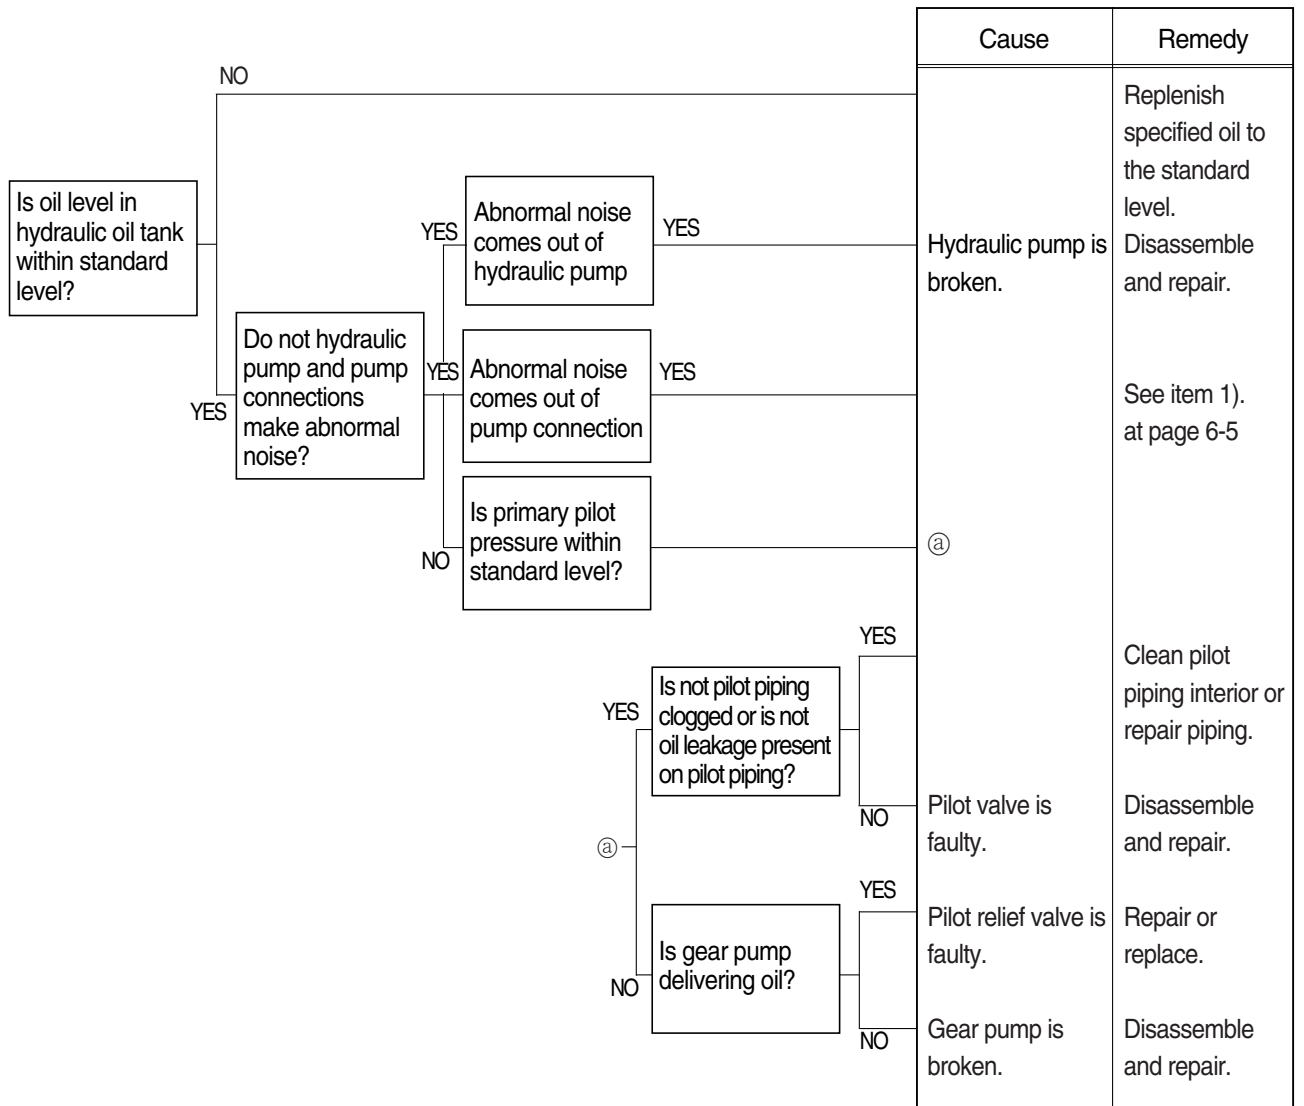 Cause
Remedy
NO
Replenish
specified oil to
the standard
level.
Is oil level in
hydraulic oil tank
within standard
level?
YES
Abnormal noise
comes out of
hydraulic pump
YES
Hydraulic pump is
broken.
Disassemble
and repair.
YES
Do not hydraulic
pump and pump
connections
make abnormal
noise?
YES
Abnormal noise
comes out of
pump connection
YES
See item 1).
at page 6-5
NO
Is primary pilot
pressure within
standard level?
ⓐ
ⓐ
YES
Is not pilot piping
clogged or is not
oil leakage present
on pilot piping?
YES
Clean pilot
piping interior or
repair piping.
NO
Pilot valve is
faulty.
Disassemble
and repair.
NO
Is gear pump
delivering oil?
YES
Pilot relief valve is
faulty.
Repair or
replace.
NO
Gear pump is
broken.
Disassemble
and repair.